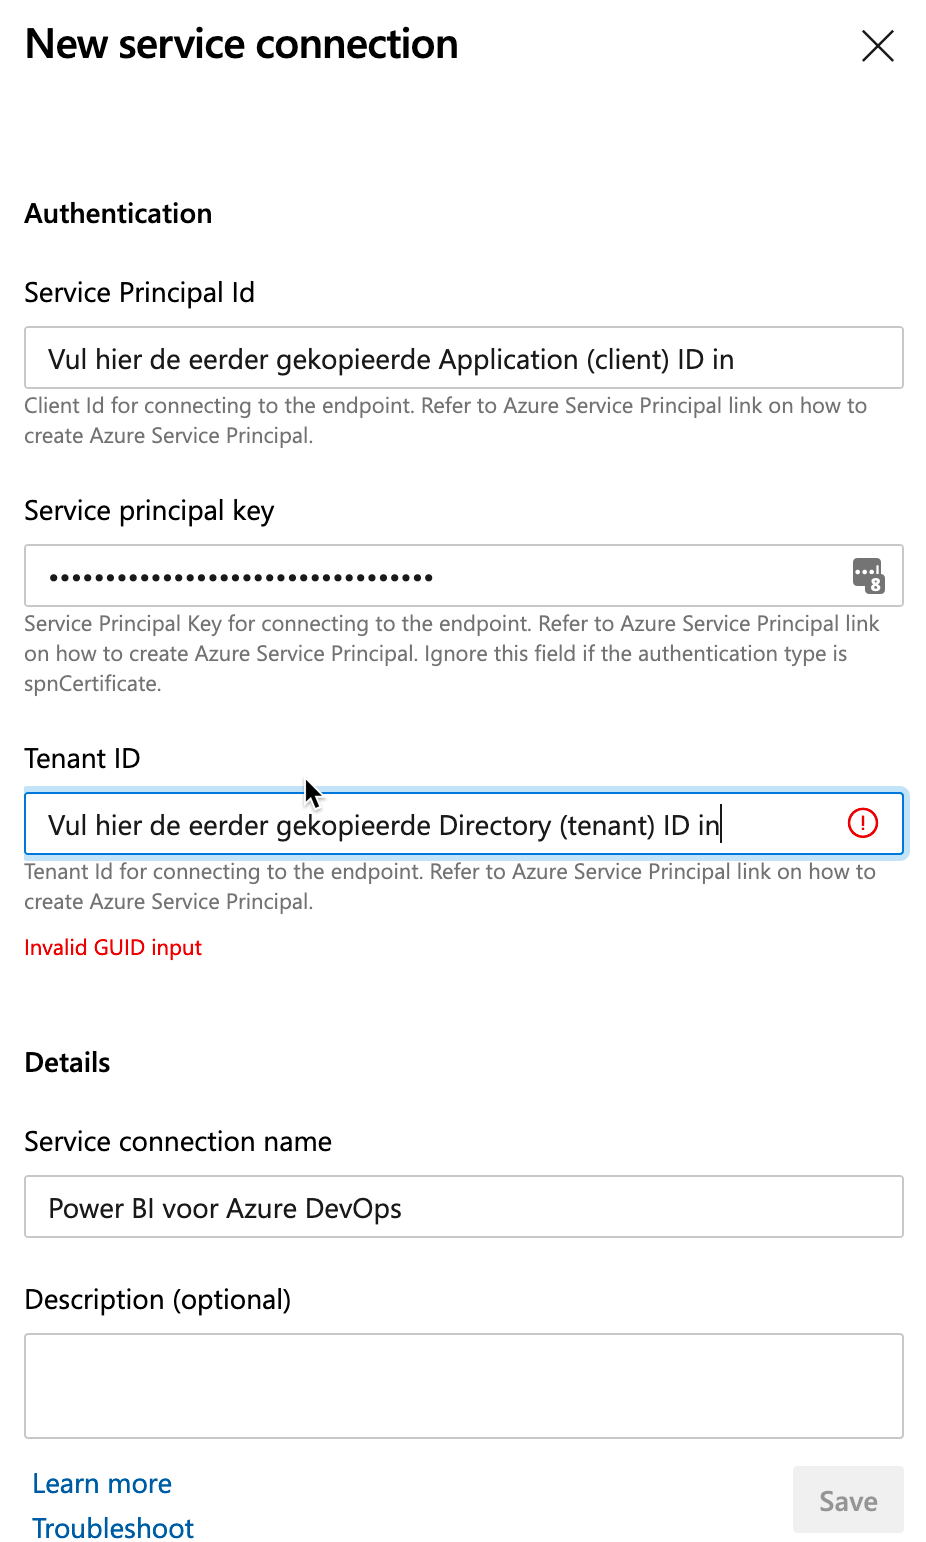 New service connection
Authentication
Service Principal Id
Vul hier de eerder gekopieerde Application (client) ID in
Client Id for connecting to the endpoint. Refer to Azure Service Principal link on how to
create Azure Service Principal.
Service principal key
••••••••••••••••••••••••••••••••••
8
Service Principal Key for connecting to the endpoint. Refer to Azure Service Principal link
on how to create Azure Service Principal. Ignore this field if the authentication type is
spnCertificate.
Tenant ID
Vul hier de eerder gekopieerde Directory (tenant) ID in
Tenant Id for connecting to the endpoint. Refer to Azure Service Principal link on how to
create Azure Service Principal.
Invalid GUID input
Details
Service connection name
Power BI voor Azure DevOps
Description (optional)
Learn more
Save
Troubleshoot